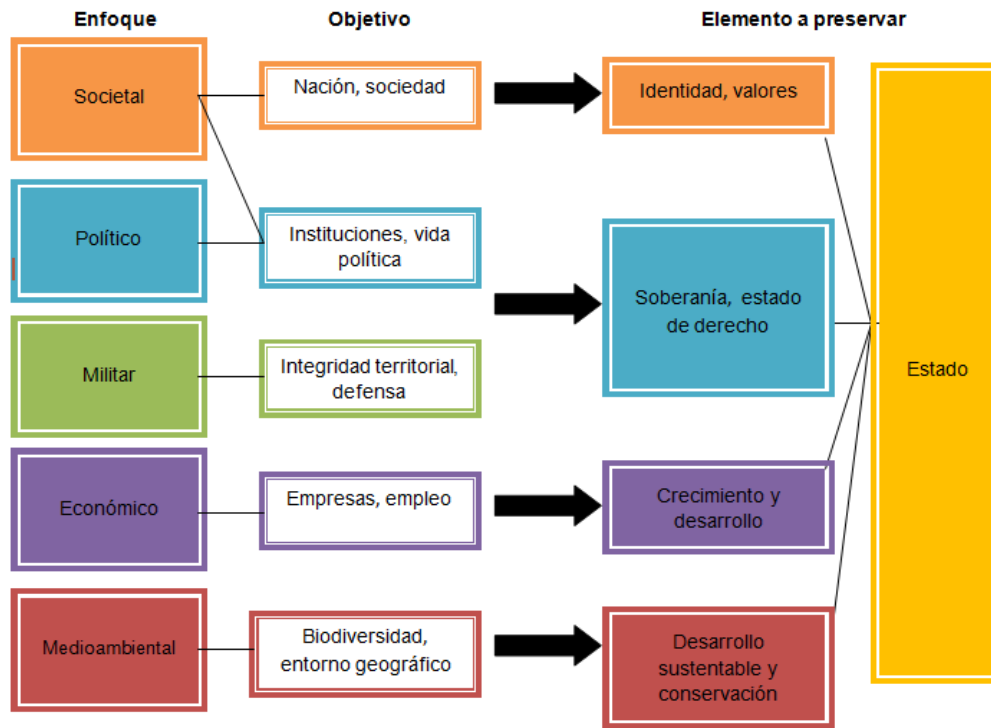 Enfoque
Objetivo
Elemento a preservar
Societal
Nación, sociedad
Identidad, valores
Político
Instituciones, vida
política
Soberanía, estado
de derecho
Militar
Integridad territorial,
defensa
Estado
Económico
Empresas, empleo
Crecimiento y
desarrollo
Medioambiental
Biodiversidad,
entorno geográfico
Desarrollo
sustentable y
conservación